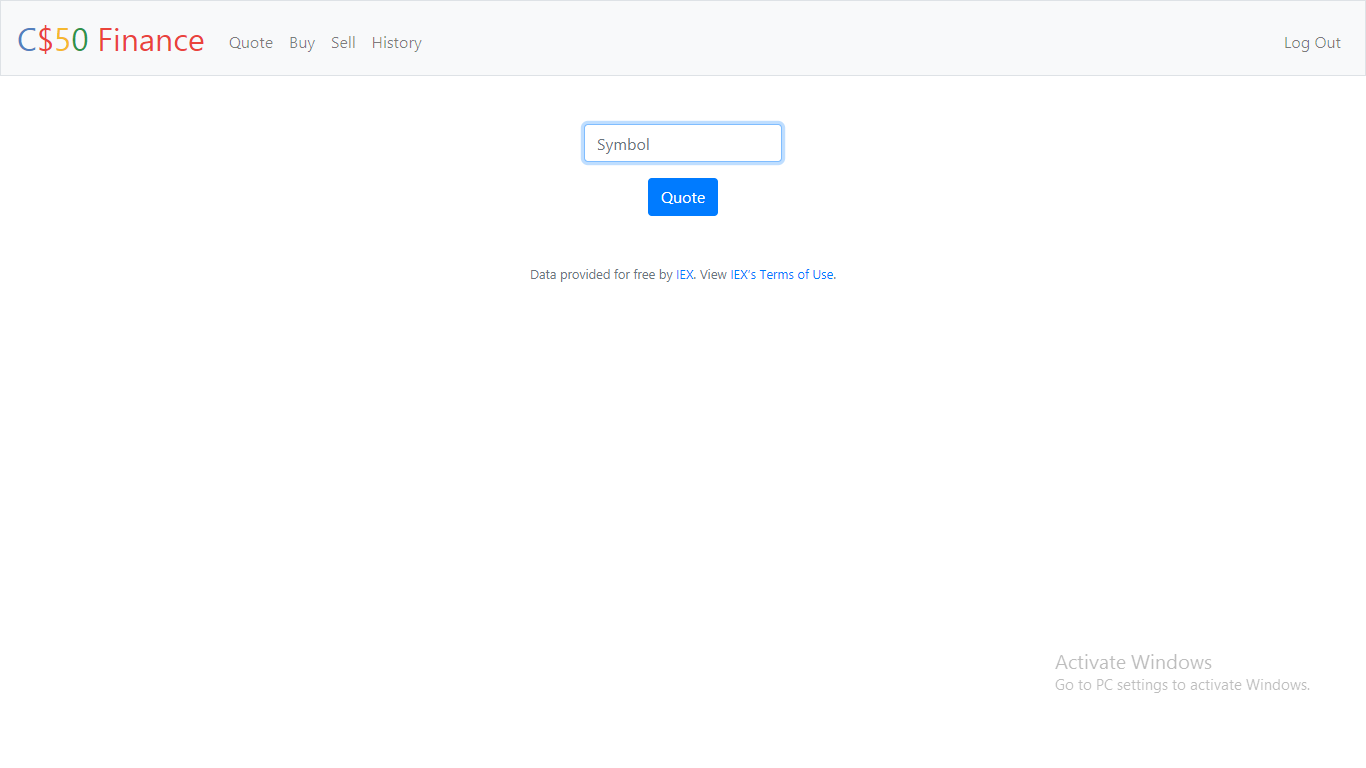 C$50 Finance Quote Buy Sell History Log Out
Symbol
Quote
Data provided for free by IEX. View IEX's Terms of Use.
Activate Windows
Go to PC settings to activate Windows.